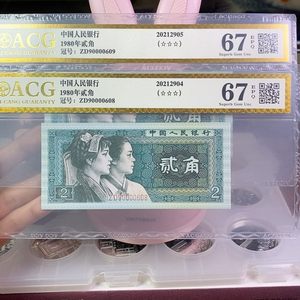 ACG
中国人民银行
1980年贰角
冠号：ZD90000609
20212905
(☆☆☆)
67
EPQ
Superb Gem Unc
ACG
中国人民银行
1980年贰角
冠号：ZD90000608
20212904
(☆☆☆)
67
EPQ
Superb Gem Unc
中国人民银行
贰角
2
2